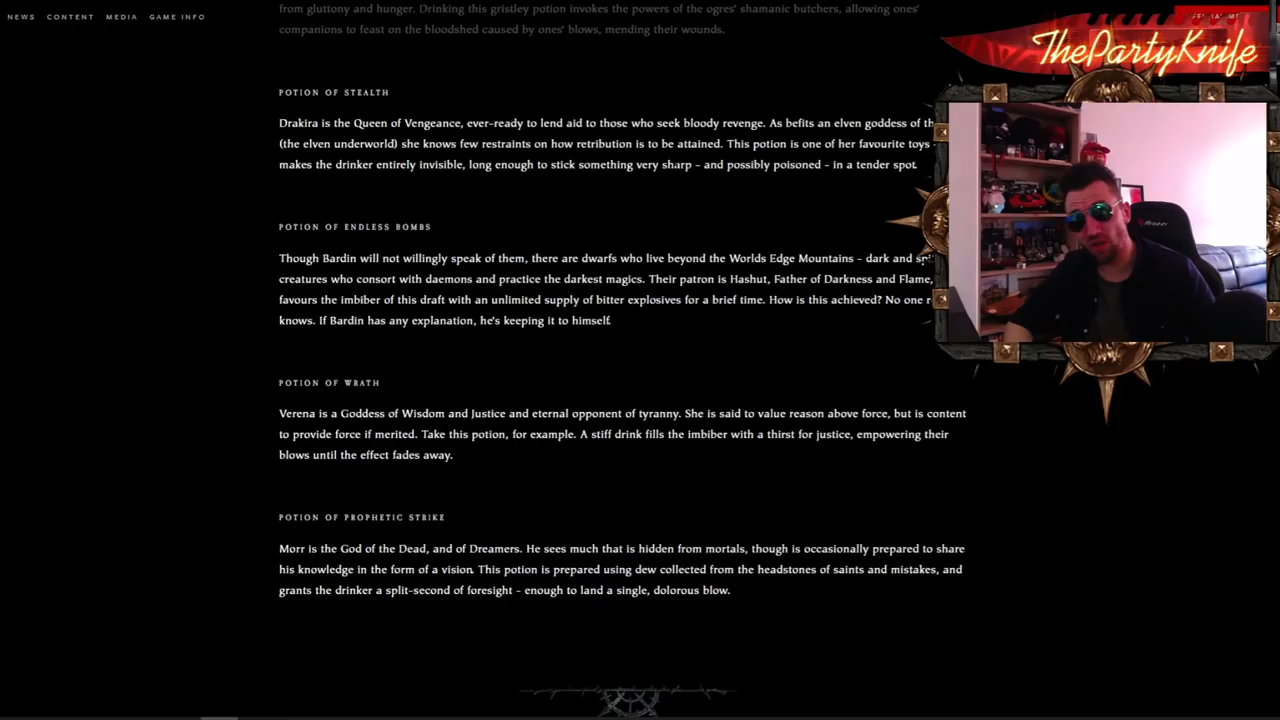 NEWS CONTENT MEDIA GAME INFO
from gluttony and hunger. Drinking this gristley potion invokes the powers of the ogres' shamanic butchers, allowing ones'
companions to feast on the bloodshed caused by ones' blows, mending their wounds.
ThePartyKnife
POTION OF STEALTH
Drakira is the Queen of Vengeance, ever-ready to lend aid to those who seek bloody revenge. As befits an elven goddess of
(the elven underworld) she knows few restraints on how retribution is to be attained. This potion is one of her favourite toys -
makes the drinker entirely invisible, long enough to stick something very sharp - and possibly poisoned - in a tender spot.
POTION OF ENDLESS BOMBS
Though Bardin will not willingly speak of them, there are dwarfs who live beyond the Worlds Edge Mountains - dark and
creatures who consort with daemons and practice the darkest magics. Their patron is Hashut, Father of Darkness and Flame,
favours the imbiber of this draft with an unlimited supply of bitter explosives for a brief time. How is this achieved? No one
knows. If Bardin has any explanation, he's keeping it to himself.
POTION OF WRATH
Verena is a Goddess of Wisdom and Justice and eternal opponent of tyranny. She is said to value reason above force, but is content
to provide force if merited. Take this potion, for example. A stiff drink fills the imbiber with a thirst for justice, empowering their
blows until the effect fades away.
POTION OF PROPHETIC STRIKE
Morr is the God of the Dead, and of Dreamers. He sees much that is hidden from mortals, though is occasionally prepared to share
his knowledge in the form of a vision. This potion is prepared using dew collected from the headstones of saints and mistakes, and
grants the drinker a split-second of foresight - enough to land a single, dolorous blow.